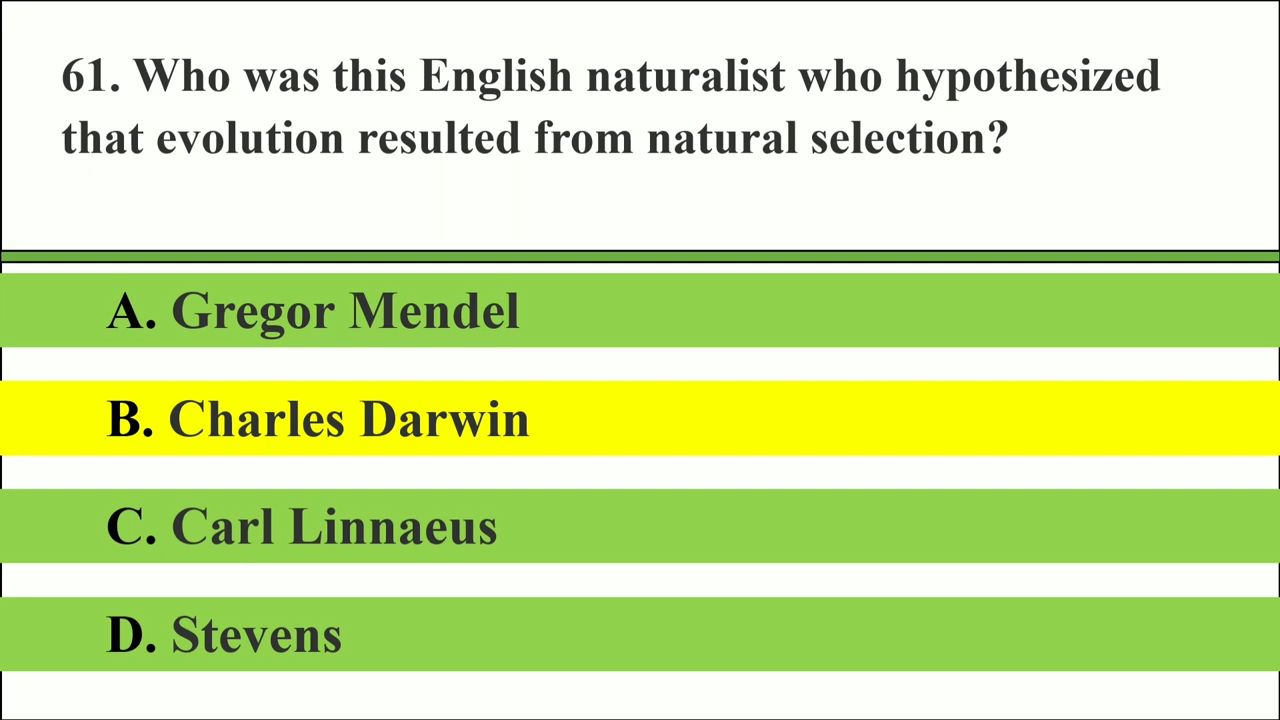 61. Who was this English naturalist who hypothesized
that evolution resulted from natural selection?
A. Gregor Mendel
B. Charles Darwin
C. Carl Linnaeus
D. Stevens